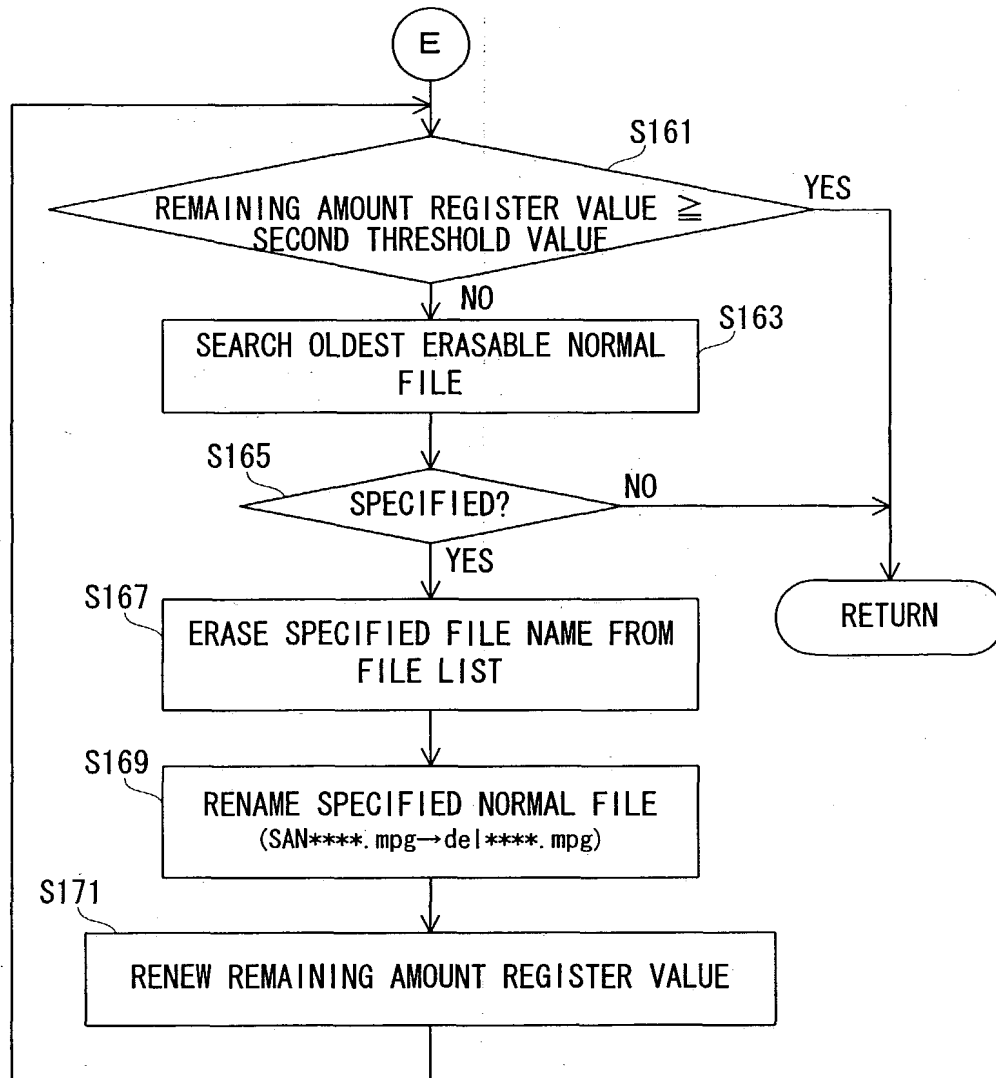 E
S161
YES
REMAINING AMOUNT REGISTER VALUE ≧
SECOND THRESHOLD VALUE
NO
S163
SEARCH OLDEST ERASABLE NORMAL
FILE
S165
SPECIFIED?
NO
YES
S167
ERASE SPECIFIED FILE NAME FROM
FILE LIST
RETURN
S169
RENAME SPECIFIED NORMAL FILE
(SAN****.mpg→del****.mpg)
S171
RENEW REMAINING AMOUNT REGISTER VALUE